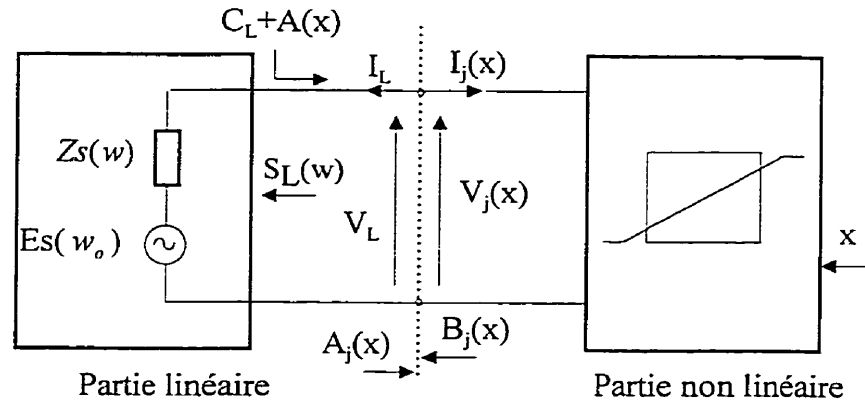 C_L+A(x)
I_L I_j(x)
Zs(w)
S_L(w)
V_L V_j(x)
Es(w_o)
x
A_j(x) B_j(x)
Partie linéaire Partie non linéaire